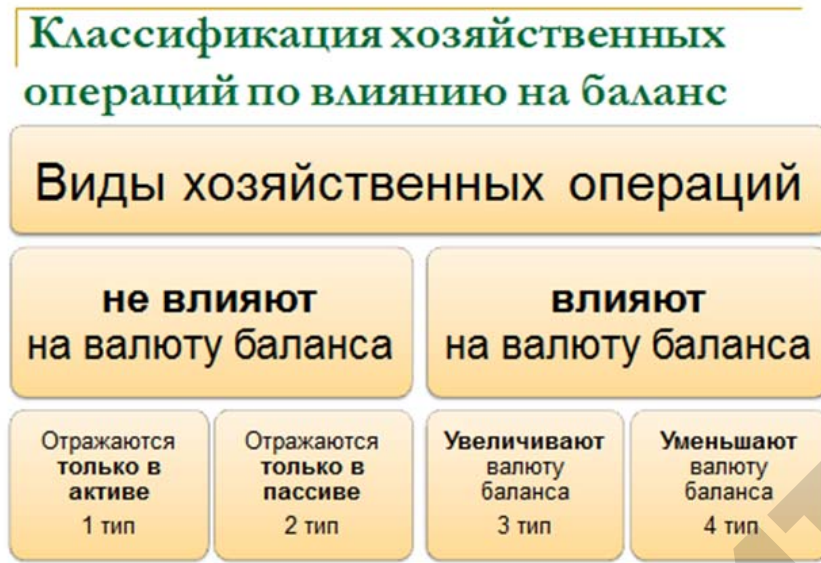 Классификация хозяйственных
операций по влиянию на баланс
Виды хозяйственных операций
не влияют
на валюту баланса
влияют
на валюту баланса
Отражаются
только в
активе
1 тип
Отражаются
только в
пассиве
2 тип
Увеличивают
валюту
баланса
3 тип
Уменьшают
валюту
баланса
4 тип